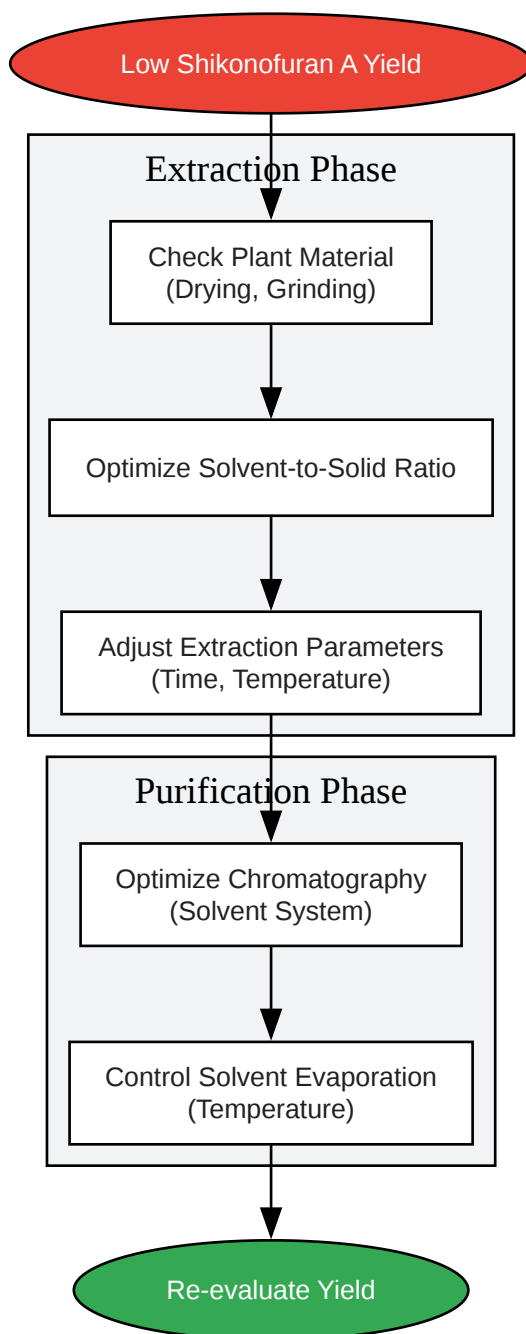 Low Shikonofuran A Yield
Extraction Phase
Check Plant Material
(Drying, Grinding)
Optimize Solvent-to-Solid Ratio
Adjust Extraction Parameters
(Time, Temperature)
Purification Phase
Optimize Chromatography
(Solvent System)
Control Solvent Evaporation
(Temperature)
Re-evaluate Yield